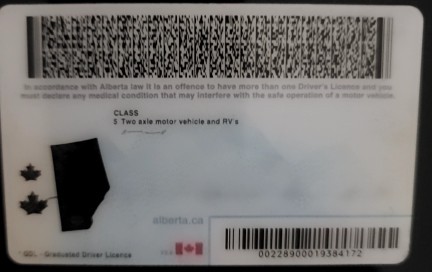 In accordance with Alberta law it is an offence to have more than one Driver's Licence and you
must declare any medical condition that may interfere with the safe operation of a motor vehicle.
CLASS
5 Two axle motor vehicle and RV's
alberta.ca
GDL - Graduated Driver Licence
00228900019384172